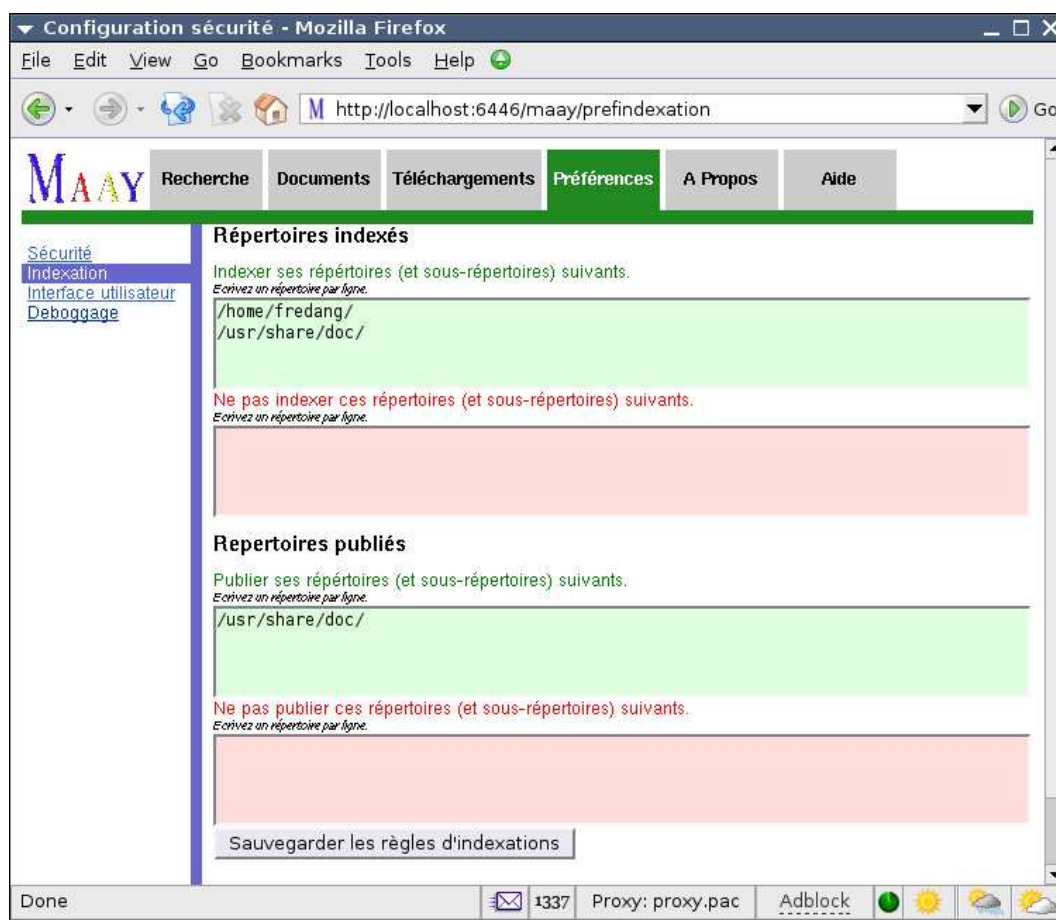 Configuration sécurité - Mozilla Firefox
File Edit View Go Bookmarks Tools Help
http://localhost:6446/maay/prefindexation Go
MAAY Recherche Documents Téléchargements Préférences A Propos Aide
Sécurité
Indexation
Interface utilisateur
Deboggage
Répertoires indexés
Indexer ses répértoires (et sous-répertoires) suivants.
Ecrivez un répertoire par ligne.
/home/fredang/
/usr/share/doc/
Ne pas indexer ces répertoires (et sous-répertoires) suivants.
Ecrivez un répertoire par ligne.
Repertoires publiés
Publier ses répértoires (et sous-répertoires) suivants.
Ecrivez un répertoire par ligne.
/usr/share/doc/
Ne pas publier ces répertoires (et sous-répertoires) suivants.
Ecrivez un répertoire par ligne.
Sauvegarder les règles d'indexations
Done 1337 Proxy: proxy.pac Adblock